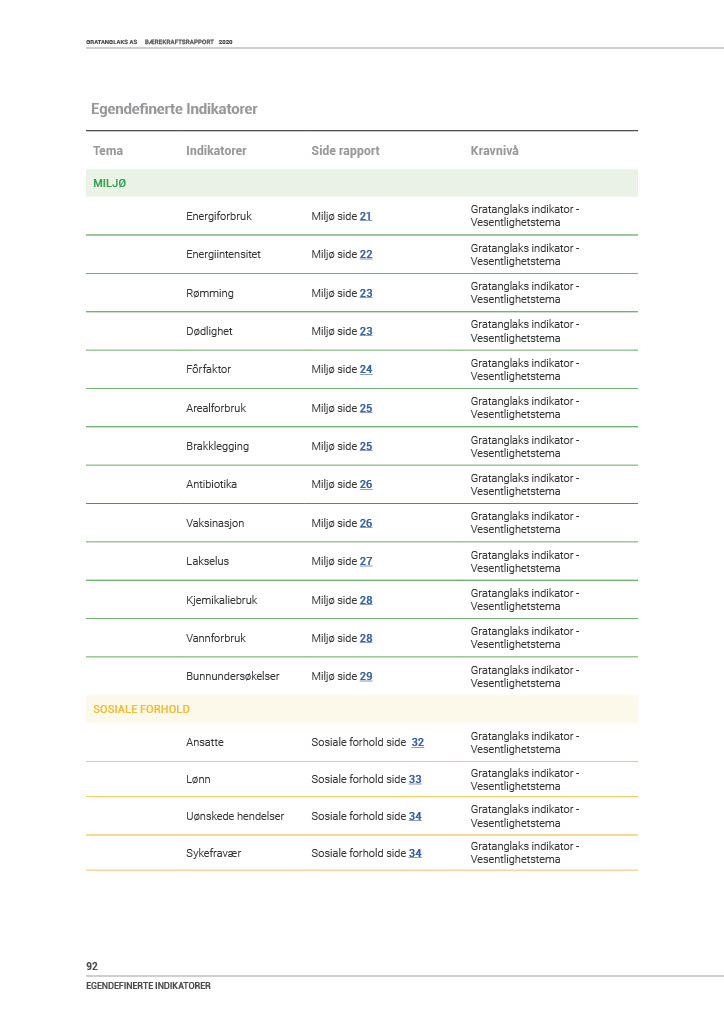 GRATANGLAKS AS BÆREKRAFTSRAPPORT 2020
Egendefinerte Indikatorer
Tema Indikatorer Side rapport Kravnivå
MILJØ
Energiforbruk Miljø side 21 Gratanglaks indikator -
Vesentlighetstema
Energiintensitet Miljø side 22 Gratanglaks indikator -
Vesentlighetstema
Rømming Miljø side 23 Gratanglaks indikator -
Vesentlighetstema
Dødlighet Miljø side 23 Gratanglaks indikator -
Vesentlighetstema
Fôrfaktor Miljø side 24 Gratanglaks indikator -
Vesentlighetstema
Arealforbruk Miljø side 25 Gratanglaks indikator -
Vesentlighetstema
Brakklegging Miljø side 25 Gratanglaks indikator -
Vesentlighetstema
Antibiotika Miljø side 26 Gratanglaks indikator -
Vesentlighetstema
Vaksinasjon Miljø side 26 Gratanglaks indikator -
Vesentlighetstema
Lakselus Miljø side 27 Gratanglaks indikator -
Vesentlighetstema
Kjemikaliebruk Miljø side 28 Gratanglaks indikator -
Vesentlighetstema
Vannforbruk Miljø side 28 Gratanglaks indikator -
Vesentlighetstema
Bunnundersøkelser Miljø side 29 Gratanglaks indikator -
Vesentlighetstema
SOSIALE FORHOLD
Ansatte Sosiale forhold side 32 Gratanglaks indikator -
Vesentlighetstema
Lønn Sosiale forhold side 33 Gratanglaks indikator -
Vesentlighetstema
Uønskede hendelser Sosiale forhold side 34 Gratanglaks indikator -
Vesentlighetstema
Sykefravær Sosiale forhold side 34 Gratanglaks indikator -
Vesentlighetstema
92
EGENDEFINERTE INDIKATORER